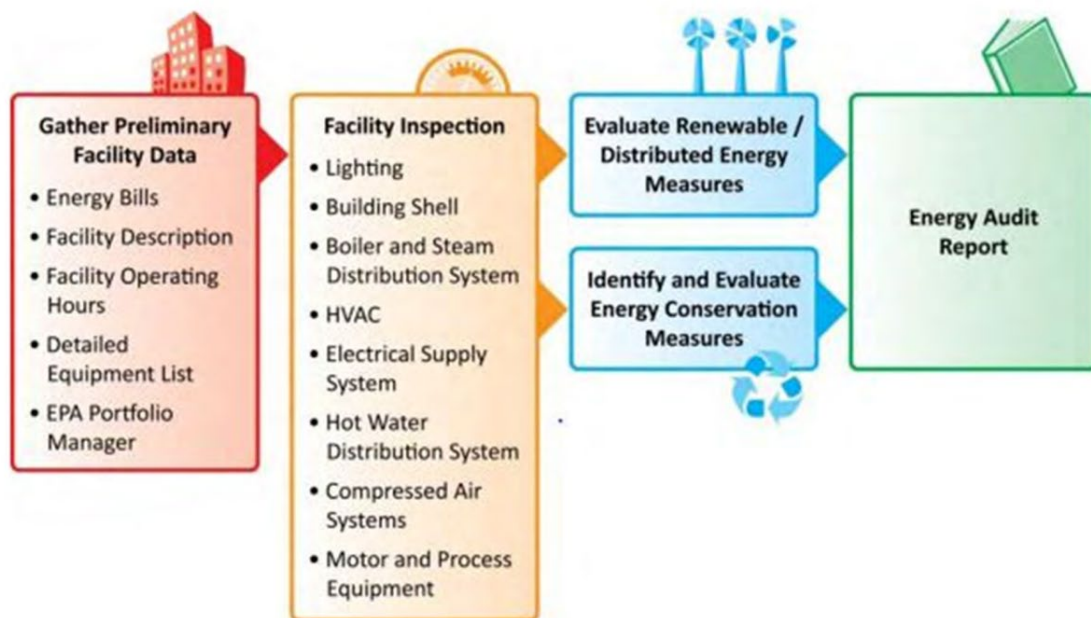 Gather Preliminary
Facility Data
• Energy Bills
• Facility Description
• Facility Operating
Hours
• Detailed
Equipment List
• EPA Portfolio
Manager
Facility Inspection
• Lighting
• Building Shell
• Boiler and Steam
Distribution System
• HVAC
• Electrical Supply
System
• Hot Water
Distribution System
• Compressed Air
Systems
• Motor and Process
Equipment
Evaluate Renewable /
Distributed Energy
Measures
Identify and Evaluate
Energy Conservation
Measures
Energy Audit
Report